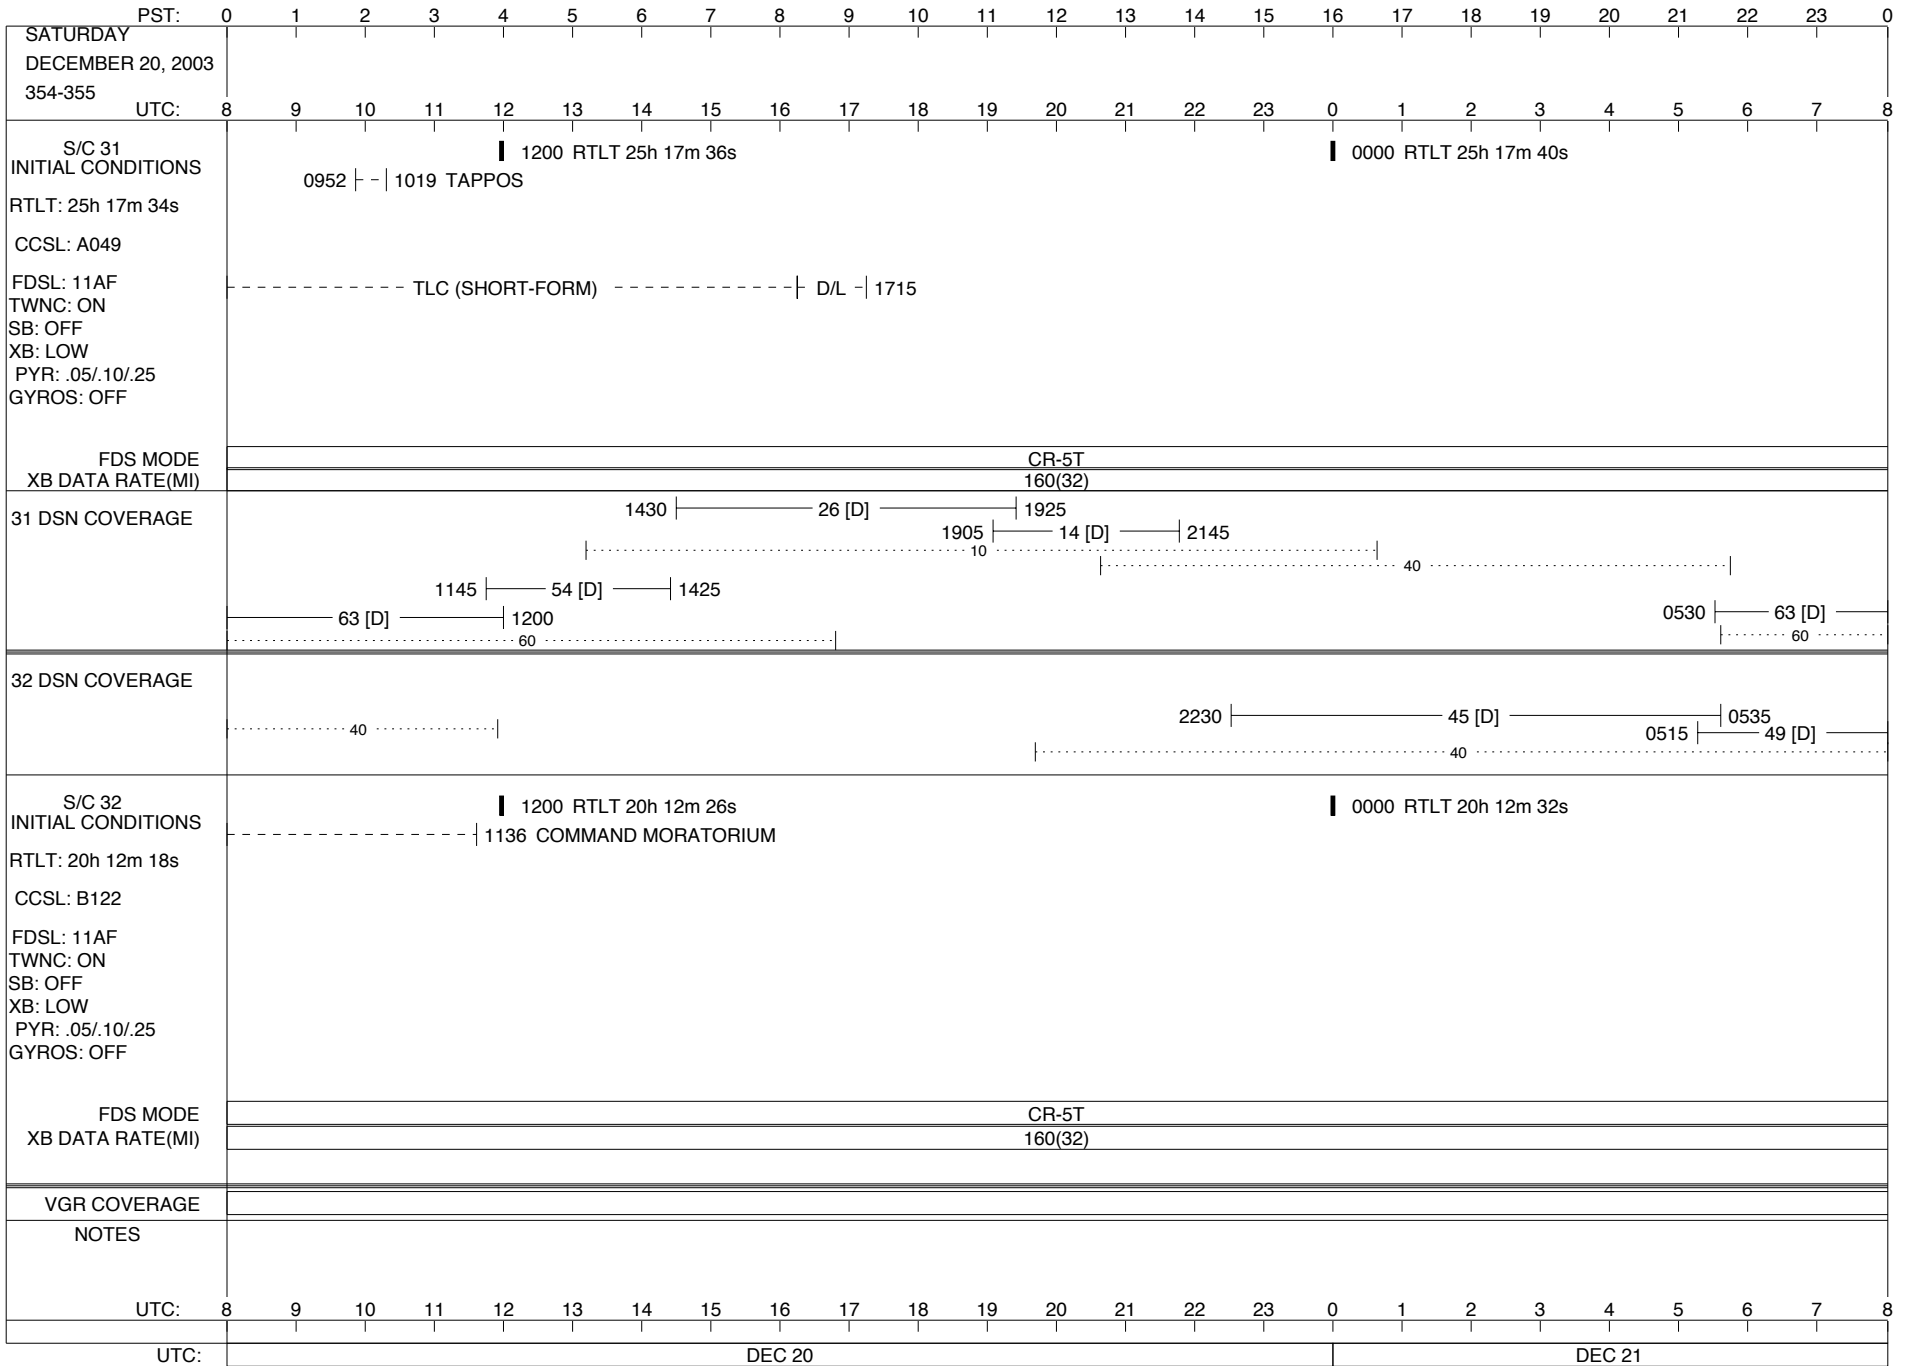 PST: 0 1 2 3 4 5 6 7 8 9 10 11 12 13 14 15 16 17 18 19 20 21 22 23 0
SATURDAY
DECEMBER 20, 2003
354-355
UTC: 8 9 10 11 12 13 14 15 16 17 18 19 20 21 22 23 0 1 2 3 4 5 6 7 8
S/C 31
INITIAL CONDITIONS
1200 RTLT 25h 17m 36s
0000 RTLT 25h 17m 40s
0952 1019 TAPPOS
RTLT: 25h 17m 34s
CCSL: A049
FDSL: 11AF
TLC (SHORT-FORM) D/L 1715
TWNC: ON
SB: OFF
XB: LOW
PYR: .05/.10/.25
GYROS: OFF
FDS MODE CR-5T
XB DATA RATE(MI) 160(32)
31 DSN COVERAGE
1430 26 [D] 1925
1905 14 [D] 2145
10
40
1145 54 [D] 1425
63 [D] 1200
0530 63 [D]
60
60
32 DSN COVERAGE
2230 45 [D] 0535
40
0515 49 [D]
40
S/C 32
INITIAL CONDITIONS
1200 RTLT 20h 12m 26s
0000 RTLT 20h 12m 32s
1136 COMMAND MORATORIUM
RTLT: 20h 12m 18s
CCSL: B122
FDSL: 11AF
TWNC: ON
SB: OFF
XB: LOW
PYR: .05/.10/.25
GYROS: OFF
FDS MODE CR-5T
XB DATA RATE(MI) 160(32)
VGR COVERAGE
NOTES
UTC: 8 9 10 11 12 13 14 15 16 17 18 19 20 21 22 23 0 1 2 3 4 5 6 7 8
UTC: DEC 20 DEC 21